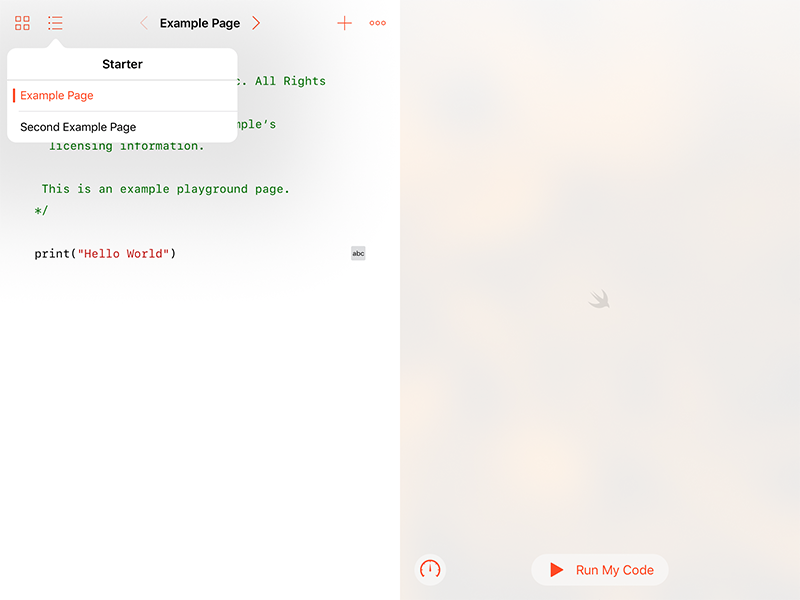 Example Page
Starter
Example Page
Second Example Page
c. All Rights
mple’s
licensing information.
This is an example playground page.
*/
print("Hello World")
abc
Run My Code